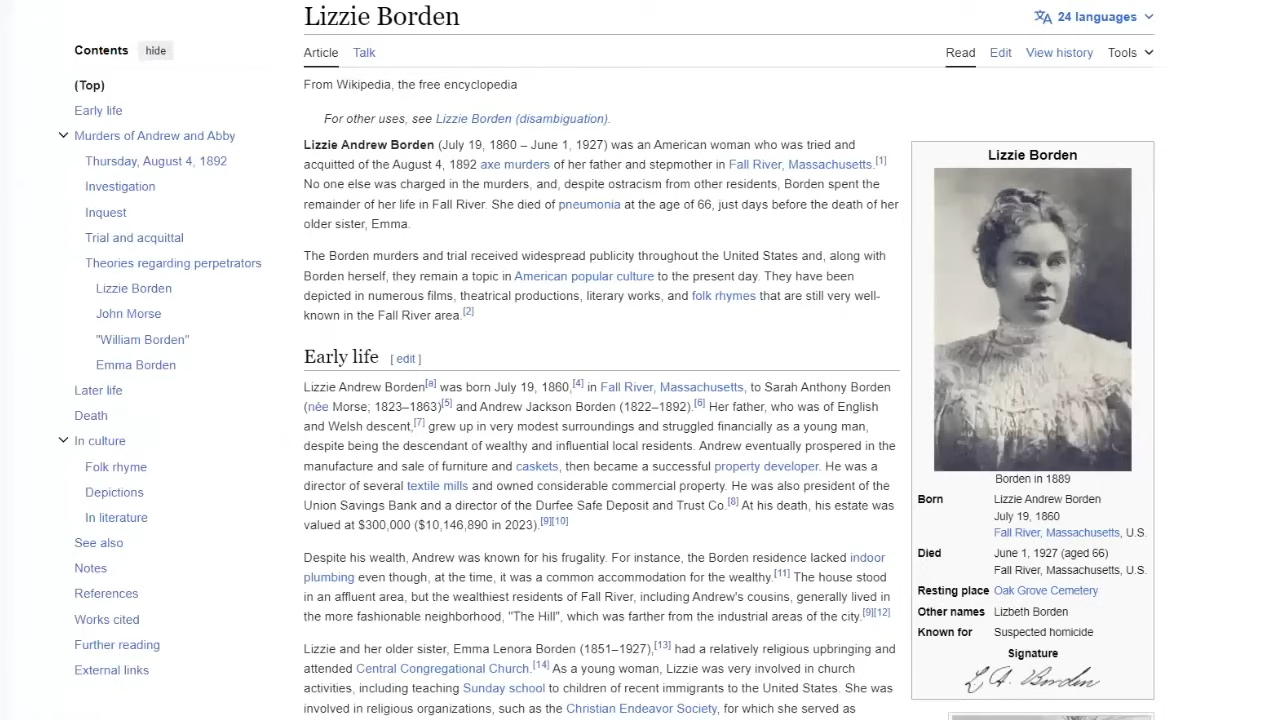 Lizzie Borden
24 languages
Contents hide
Article Talk
Read Edit View history Tools
(Top)
Early life
Murders of Andrew and Abby
Thursday, August 4, 1892
Investigation
Inquest
Trial and acquittal
Theories regarding perpetrators
Lizzie Borden
John Morse
"William Borden"
Emma Borden
Later life
Death
In culture
Folk rhyme
Depictions
In literature
See also
Notes
References
Works cited
Further reading
External links
From Wikipedia, the free encyclopedia
For other uses, see Lizzie Borden (disambiguation).
Lizzie Andrew Borden (July 19, 1860 – June 1, 1927) was an American woman who was tried and
acquitted of the August 4, 1892 axe murders of her father and stepmother in Fall River, Massachusetts.[1]
No one else was charged in the murders, and, despite ostracism from other residents, Borden spent the
remainder of her life in Fall River. She died of pneumonia at the age of 66, just days before the death of her
older sister, Emma.
The Borden murders and trial received widespread publicity throughout the United States and, along with
Borden herself, they remain a topic in American popular culture to the present day. They have been
depicted in numerous films, theatrical productions, literary works, and folk rhymes that are still very well-
known in the Fall River area.[2]
Early life [ edit ]
Lizzie Andrew Borden[a] was born July 19, 1860,[4] in Fall River, Massachusetts, to Sarah Anthony Borden
(née Morse; 1823–1863)[5] and Andrew Jackson Borden (1822–1892).[6] Her father, who was of English
and Welsh descent,[7] grew up in very modest surroundings and struggled financially as a young man,
despite being the descendant of wealthy and influential local residents. Andrew eventually prospered in the
manufacture and sale of furniture and caskets, then became a successful property developer. He was a
director of several textile mills and owned considerable commercial property. He was also president of the
Union Savings Bank and a director of the Durfee Safe Deposit and Trust Co.[8] At his death, his estate was
valued at $300,000 ($10,146,890 in 2023).[9][10]
Despite his wealth, Andrew was known for his frugality. For instance, the Borden residence lacked indoor
plumbing even though, at the time, it was a common accommodation for the wealthy.[11] The house stood
in an affluent area, but the wealthiest residents of Fall River, including Andrew's cousins, generally lived in
the more fashionable neighborhood, "The Hill", which was farther from the industrial areas of the city.[9][12]
Lizzie and her older sister, Emma Lenora Borden (1851–1927),[13] had a relatively religious upbringing and
attended Central Congregational Church.[14] As a young woman, Lizzie was very involved in church
activities, including teaching Sunday school to children of recent immigrants to the United States. She was
involved in religious organizations, such as the Christian Endeavor Society, for which she served as
Lizzie Borden
Borden in 1889
Born Lizzie Andrew Borden
July 19, 1860
Fall River, Massachusetts, U.S.
Died June 1, 1927 (aged 66)
Fall River, Massachusetts, U.S.
Resting place Oak Grove Cemetery
Other names Lizbeth Borden
Known for Suspected homicide
Signature
L. A. Borden